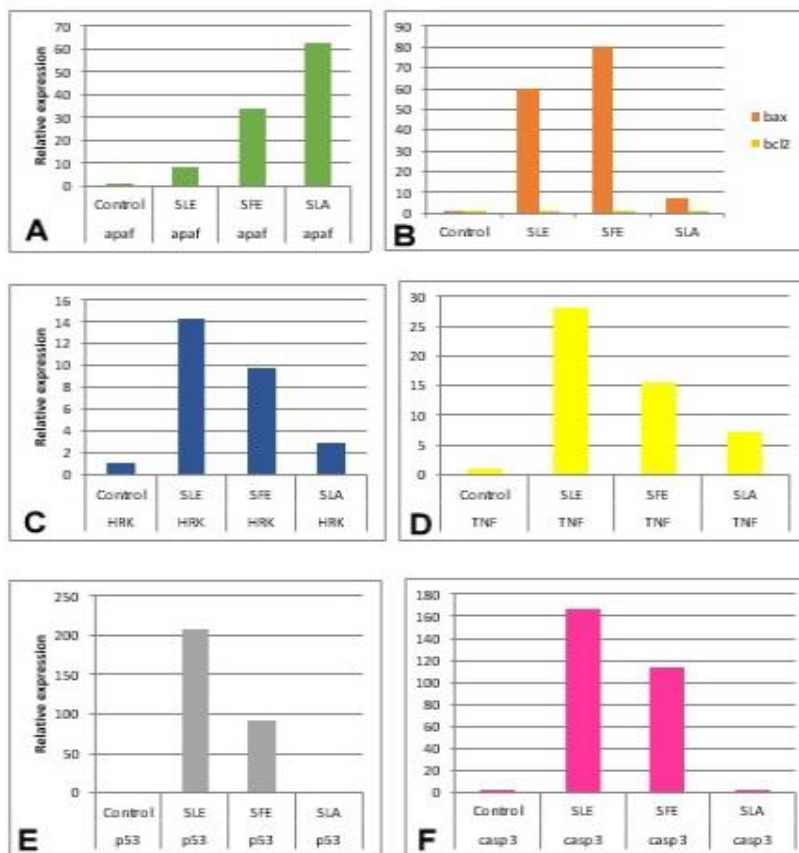 Relative expression
70
60
50
40
30
20
10
0
Control SLE SFE SLA
apaf apaf apaf apaf
A
90
80
70
60
50
40
30
20
10
0
Control SLE SFE SLA
bax
bcl2
B
Relative expression
16
14
12
10
8
6
4
2
0
Control SLE SFE SLA
HRK HRK HRK HRK
C
30
25
20
15
10
5
0
Control SLE SFE SLA
TNF TNF TNF TNF
D
Relative expression
250
200
150
100
50
0
Control SLE SFE SLA
p53 p53 p53 p53
E
180
160
140
120
100
80
60
40
20
0
Control SLE SFE SLA
casp3 casp3 casp3 casp3
F